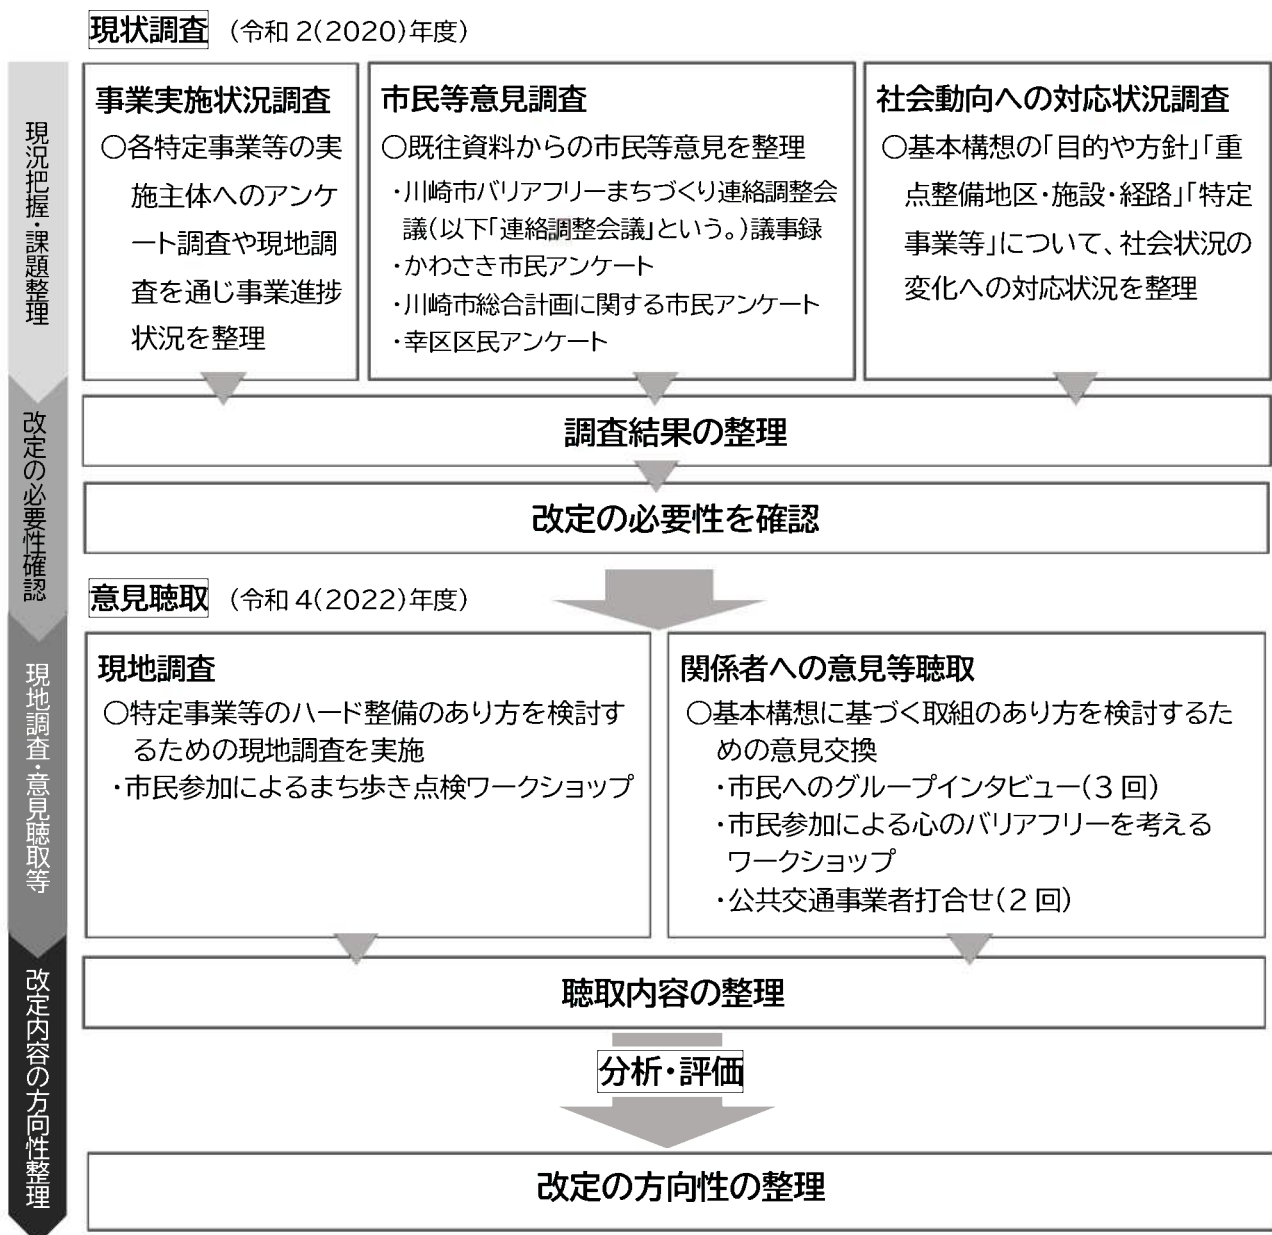 現状調査 （令和2(2020)年度）
現況把握・課題整理
事業実施状況調査
○各特定事業等の実
施主体へのアンケ
ート調査や現地調
査を通じ事業進捗
状況を整理
市民等意見調査
○既往資料からの市民等意見を整理
・川崎市バリアフリーまちづくり連絡調整会
議（以下「連絡調整会議」という。）議事録
・かわさき市民アンケート
・川崎市総合計画に関する市民アンケート
・幸区区民アンケート
社会動向への対応状況調査
○基本構想の「目的や方針」「重
点整備地区・施設・経路」「特定
事業等」について、社会状況の
変化への対応状況を整理
改定の必要性確認
調査結果の整理
改定の必要性を確認
意見聴取 （令和4(2022)年度）
現地調査・意見聴取等
現地調査
○特定事業等のハード整備のあり方を検討す
るための現地調査を実施
・市民参加によるまち歩き点検ワークショップ
関係者への意見等聴取
○基本構想に基づく取組のあり方を検討するた
めの意見交換
・市民へのグループインタビュー（3回）
・市民参加による心のバリアフリーを考える
ワークショップ
・公共交通事業者打合せ（2回）
改定内容の方向性整理
聴取内容の整理
分析・評価
改定の方向性の整理